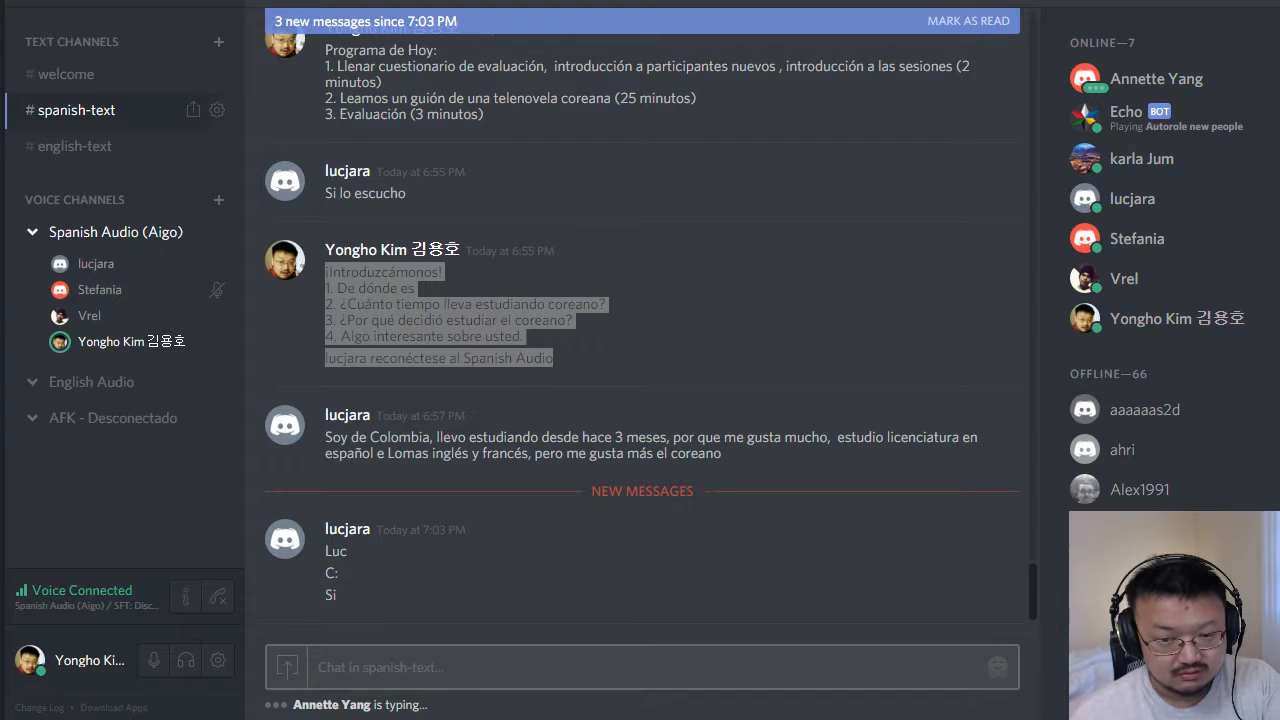 TEXT CHANNELS
# welcome
# spanish-text
# english-text
VOICE CHANNELS
Spanish Audio (Aigo)
lucjara
Stefania
Vrel
Yongho Kim 김용호
English Audio
AFK - Desconectado
Voice Connected
Spanish Audio (Aigo) / SFT: Disc...
Yongho Ki...
Change Log • Download Apps
3 new messages since 7:03 PM
MARK AS READ
Yongho Kim 김용호
Programa de Hoy:
1. Llenar cuestionario de evaluación, introducción a participantes nuevos , introducción a las sesiones (2
minutos)
2. Leamos un guión de una telenovela coreana (25 minutos)
3. Evaluación (3 minutos)
lucjara Today at 6:55 PM
Si lo escucho
Yongho Kim 김용호 Today at 6:55 PM
¡Introduzcámonos!
1. De dónde es
2. ¿Cuánto tiempo lleva estudiando coreano?
3. ¿Por qué decidió estudiar el coreano?
4. Algo interesante sobre usted.
lucjara reconéctese al Spanish Audio
lucjara Today at 6:57 PM
Soy de Colombia, llevo estudiando desde hace 3 meses, por que me gusta mucho, estudio licenciatura en
español e Lomas inglés y francés, pero me gusta más el coreano
NEW MESSAGES
lucjara Today at 7:03 PM
Luc
C:
Si
Chat in spanish-text...
Annette Yang is typing...
ONLINE—7
Annette Yang
Echo BOT
Playing Autorole new people
karla Jum
lucjara
Stefania
Vrel
Yongho Kim 김용호
OFFLINE—66
aaaaaas2d
ahri
Alex1991